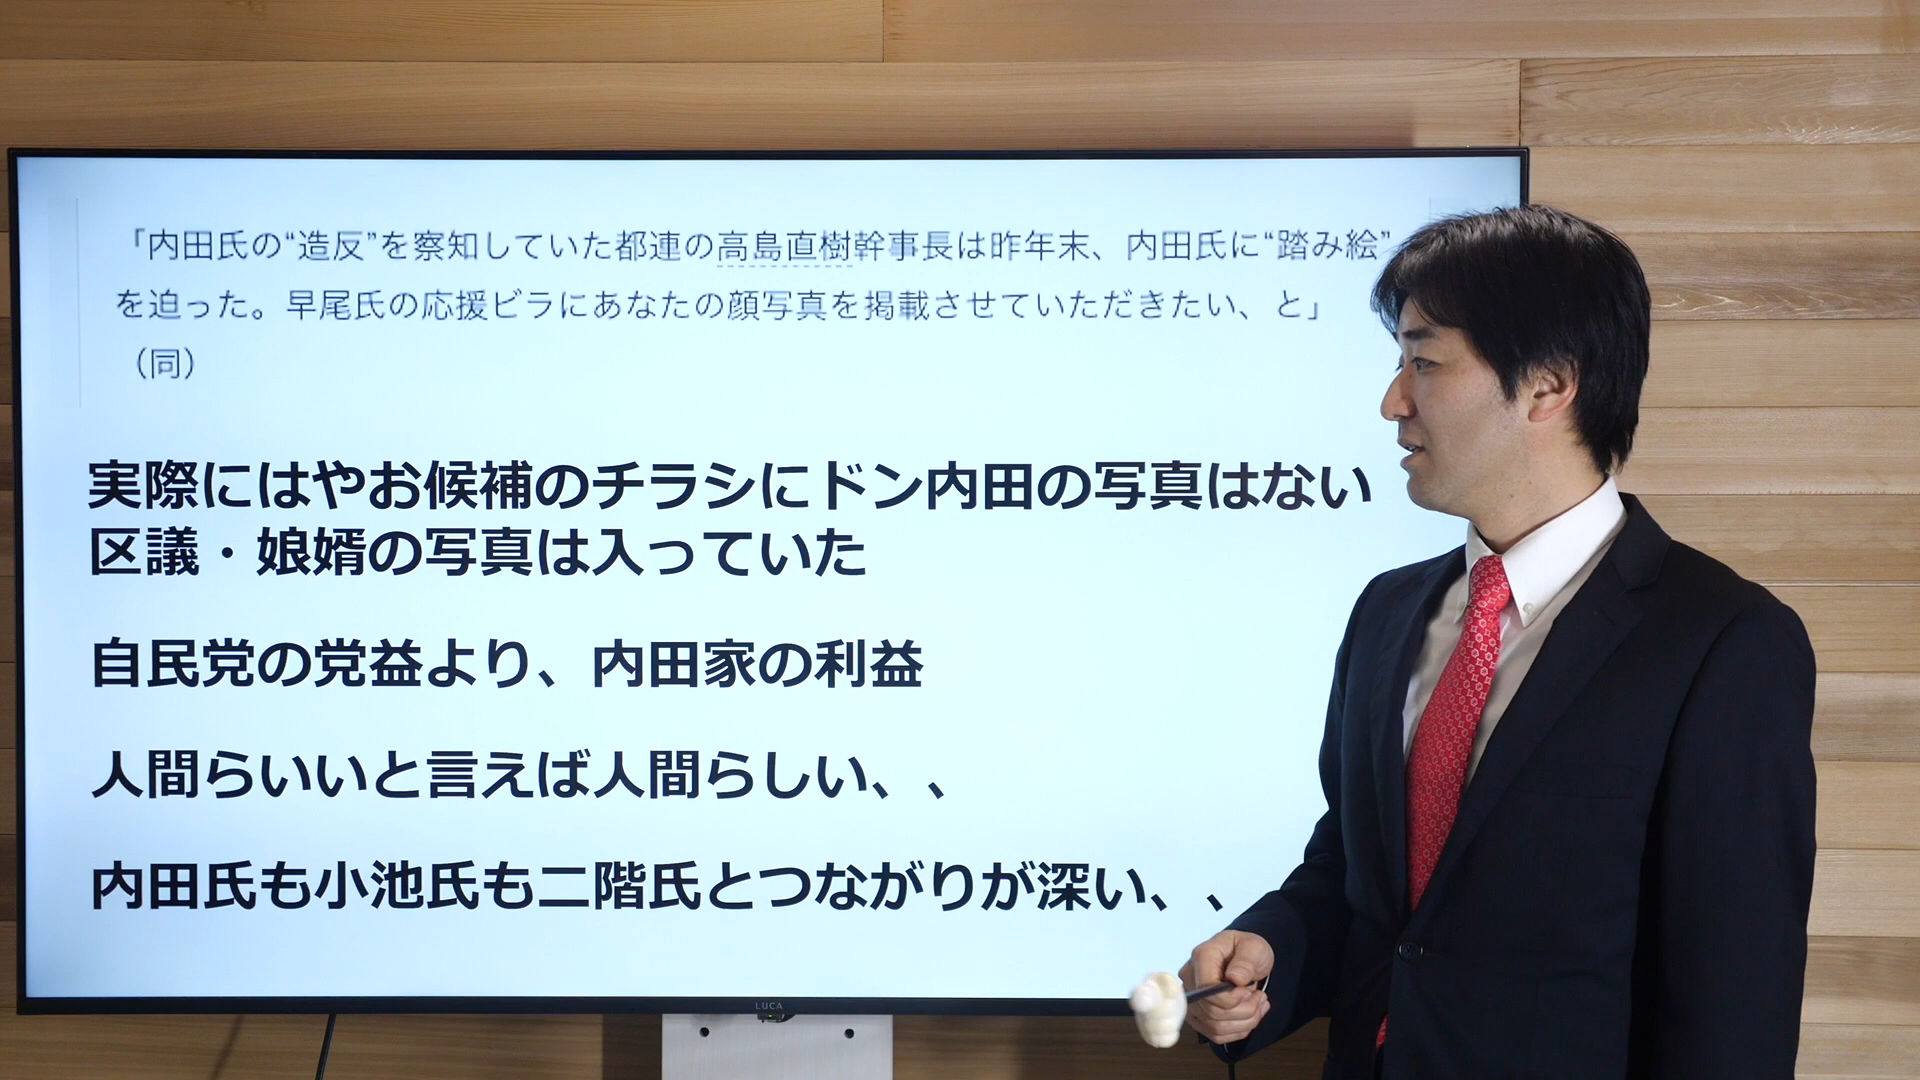 「内田氏の“造反”を察知していた都連の高島直樹幹事長は昨年末、内田氏に“踏み絵”
を迫った。早尾氏の応援ビラにあなたの顔写真を掲載させていただきたい、と」
（同）
実際にはやお候補のチラシにドン内田の写真はない
区議・娘婿の写真は入っていた
自民党の党益より、内田家の利益
人間らいいと言えば人間らしい、、
内田氏も小池氏も二階氏とつながりが深い、、
LUCA